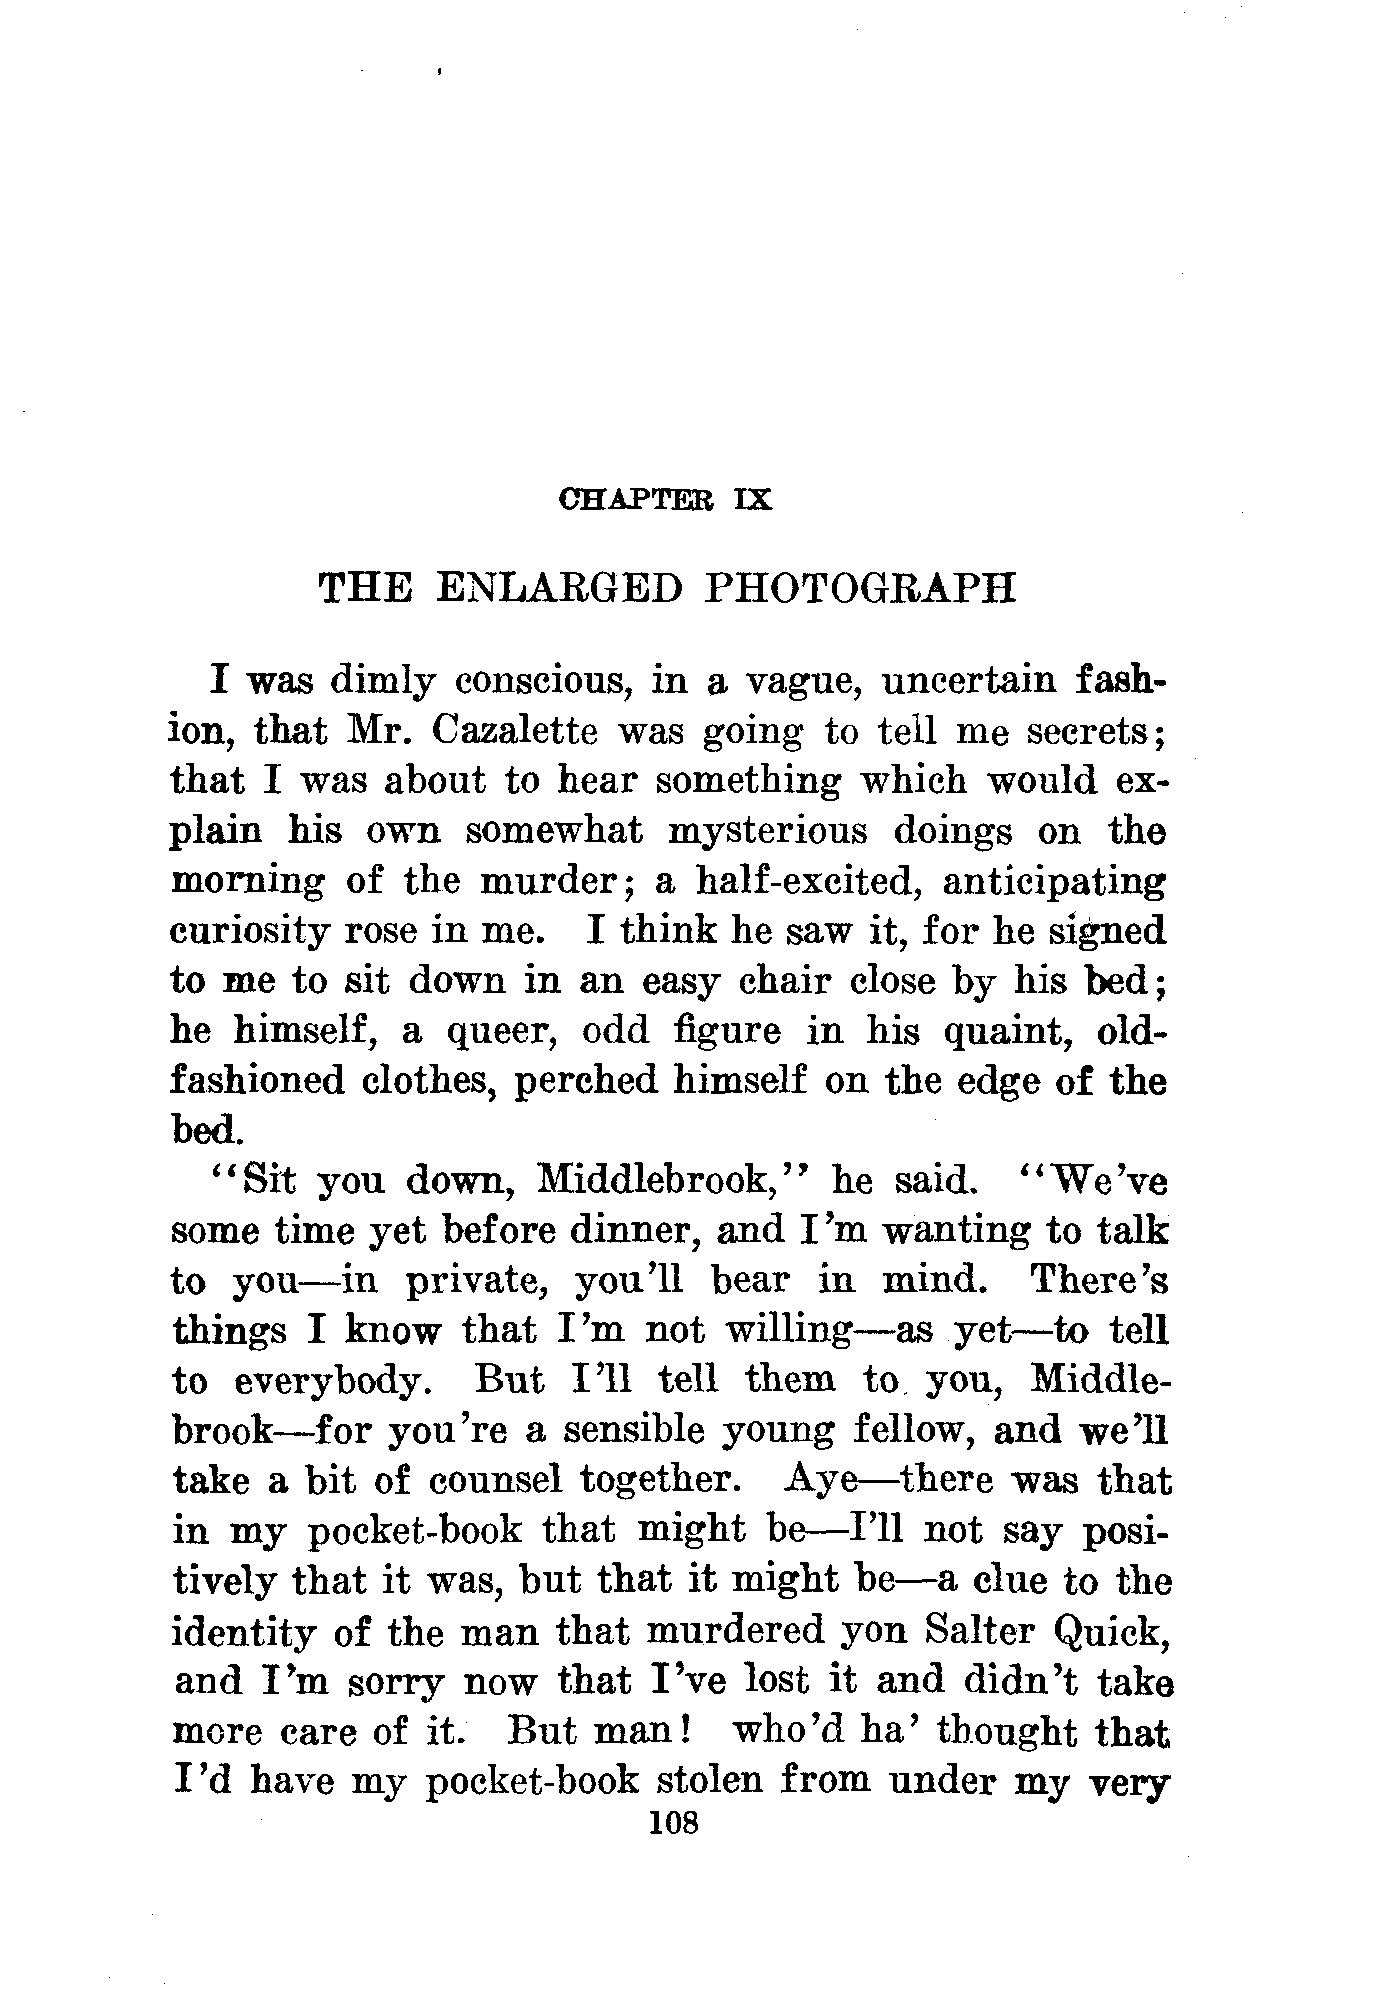 CHAPTER IX
THE ENLARGED PHOTOGRAPH
I was dimly conscious, in a vague, uncertain fash-
ion, that Mr. Cazalette was going to tell me secrets;
that I was about to hear something which would ex-
plain his own somewhat mysterious doings on the
morning of the murder; a half-excited, anticipating
curiosity rose in me. I think he saw it, for he signed
to me to sit down in an easy chair close by his bed;
he himself, a queer, odd figure in his quaint, old-
fashioned clothes, perched himself on the edge of the
bed.
"Sit you down, Middlebrook," he said. "We've
some time yet before dinner, and I'm wanting to talk
to you—in private, you'll bear in mind. There's
things I know that I'm not willing—as yet—to tell
to everybody. But I'll tell them to you, Middle-
brook—for you're a sensible young fellow, and we'll
take a bit of counsel together. Aye—there was that
in my pocket-book that might be—I'll not say posi-
tively that it was, but that it might be—a clue to the
identity of the man that murdered yon Salter Quick,
and I'm sorry now that I've lost it and didn't take
more care of it. But man! who'd ha' thought that
I'd have my pocket-book stolen from under my very
108